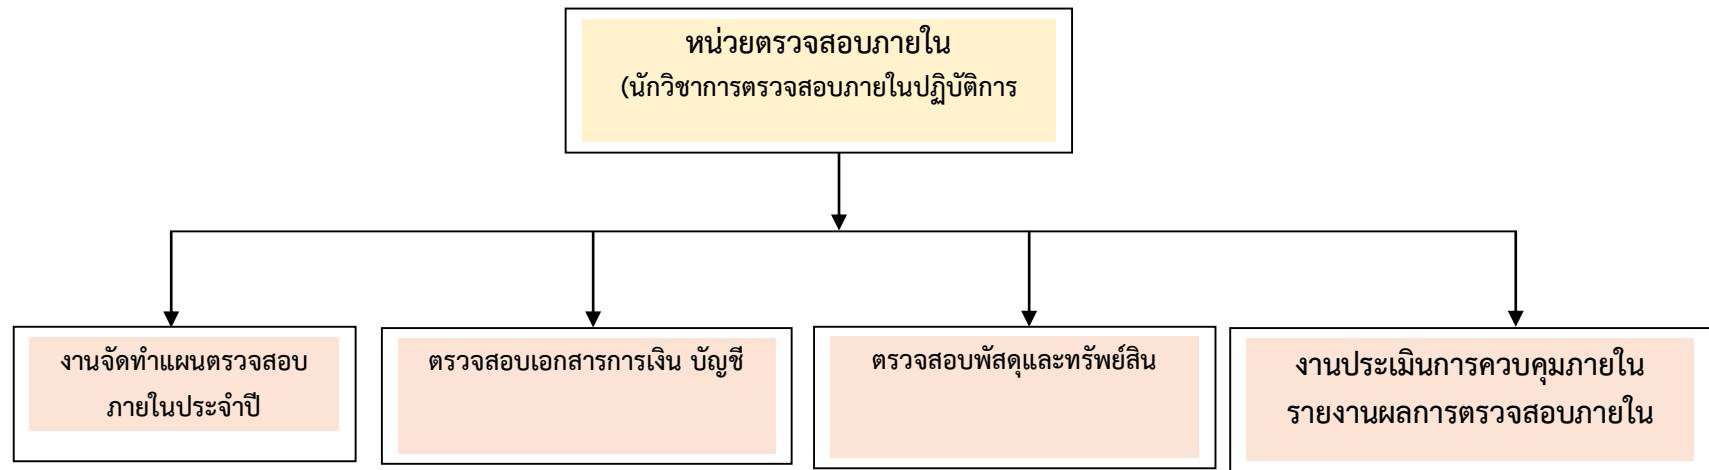 หน่วยตรวจสอบภายใน
(นักวิชาการตรวจสอบภายในปฏิบัติการ
งานจัดทำแผนตรวจสอบ
ภายในประจำปี
ตรวจสอบเอกสารการเงิน บัญชี
ตรวจสอบพัสดุและทรัพย์สิน
งานประเมินการควบคุมภายใน
รายงานผลการตรวจสอบภายใน